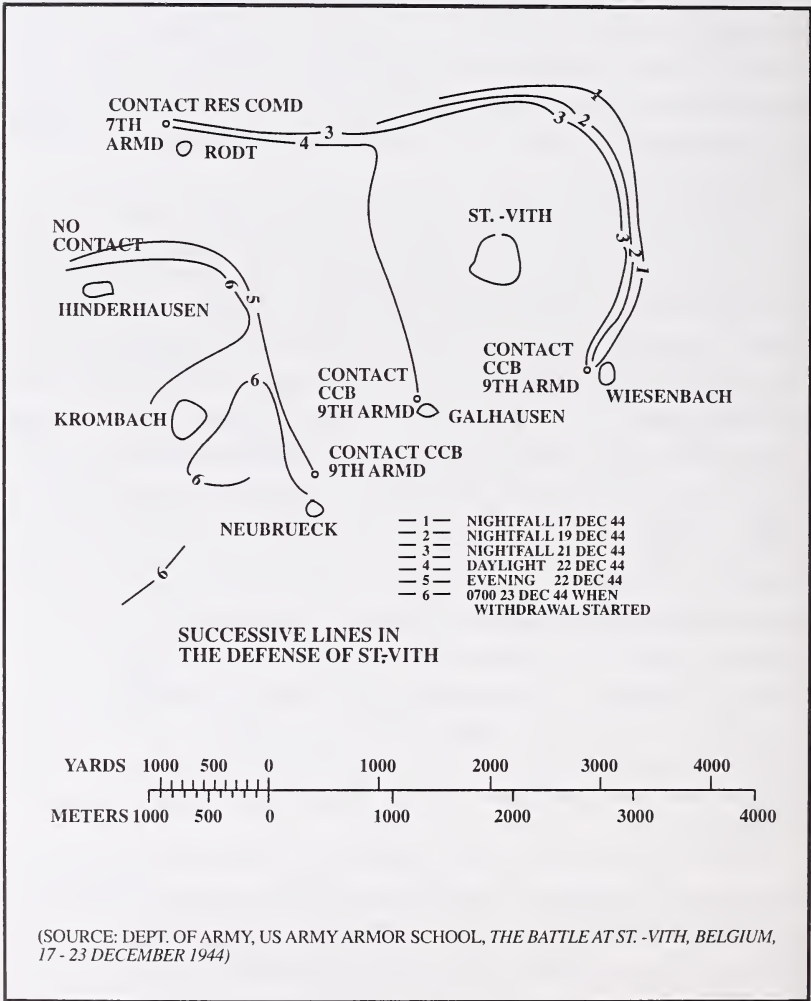 CONTACT RES COMD
7TH
ARMD
RODT
1
2
3
3
4
ST. -VITH
NO
CONTACT
3
2
1
6
5
HINDERHAUSEN
CONTACT
CCB
9TH ARMD
WIESENBACH
CONTACT
CCB
9TH ARMD
GALHAUSEN
6
KROMBACH
CONTACT CCB
9TH ARMD
6
NEUBRUECK
— 1 — NIGHTFALL 17 DEC 44
— 2 — NIGHTFALL 19 DEC 44
— 3 — NIGHTFALL 21 DEC 44
— 4 — DAYLIGHT 22 DEC 44
— 5 — EVENING 22 DEC 44
— 6 — 0700 23 DEC 44 WHEN
WITHDRAWAL STARTED
6
SUCCESSIVE LINES IN
THE DEFENSE OF ST.-VITH
YARDS 1000 500 0 1000 2000 3000 4000
METERS 1000 500 0 1000 2000 3000 4000
(SOURCE: DEPT. OF ARMY, US ARMY ARMOR SCHOOL, THE BATTLE AT ST. -VITH, BELGIUM,
17 - 23 DECEMBER 1944)